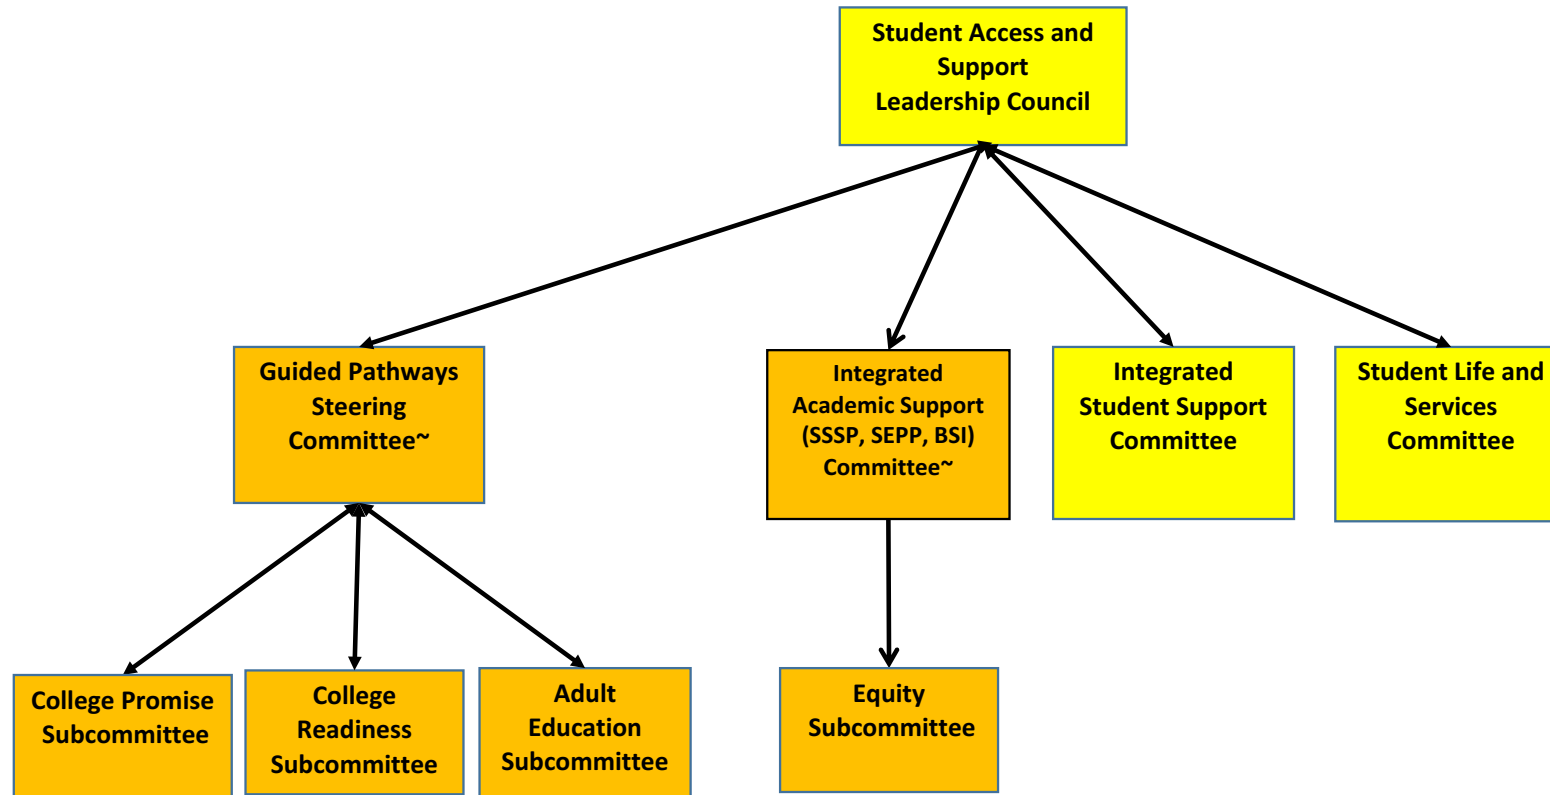 Student Access and
Support
Leadership Council
Guided Pathways
Steering
Committee~
Integrated
Academic Support
(SSSP, SEPP, BSI)
Committee~
Integrated
Student Support
Committee
Student Life and
Services
Committee
College Promise
Subcommittee
College
Readiness
Subcommittee
Adult
Education
Subcommittee
Equity
Subcommittee